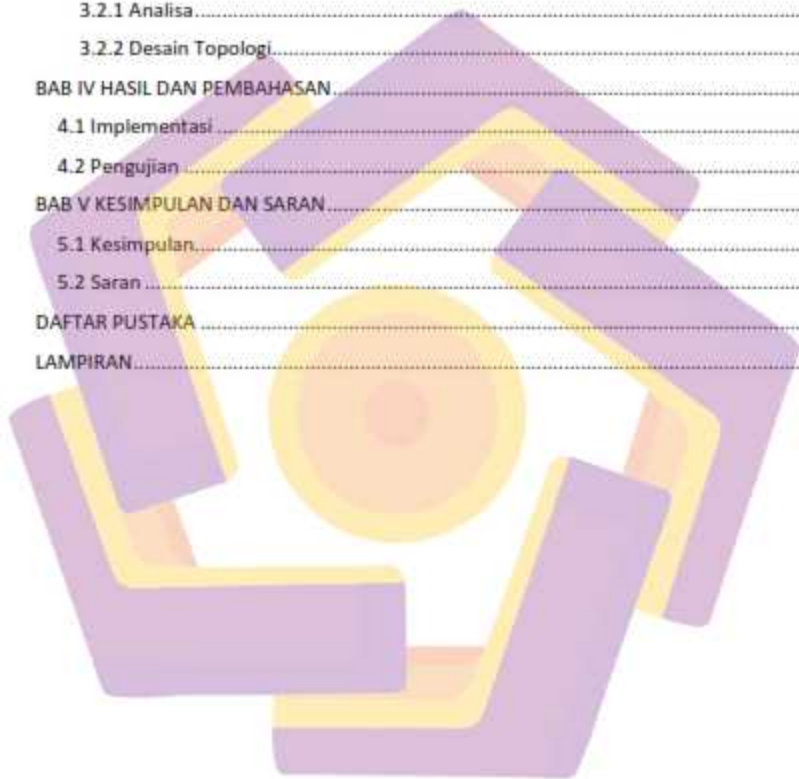 3.2.1 Analisa
3.2.2 Desain Topologi
BAB IV HASIL DAN PEMBAHASAN
4.1 Implementasi
4.2 Pengujian
BAB V KESIMPULAN DAN SARAN
5.1 Kesimpulan
5.2 Saran
DAFTAR PUSTAKA
LAMPIRAN